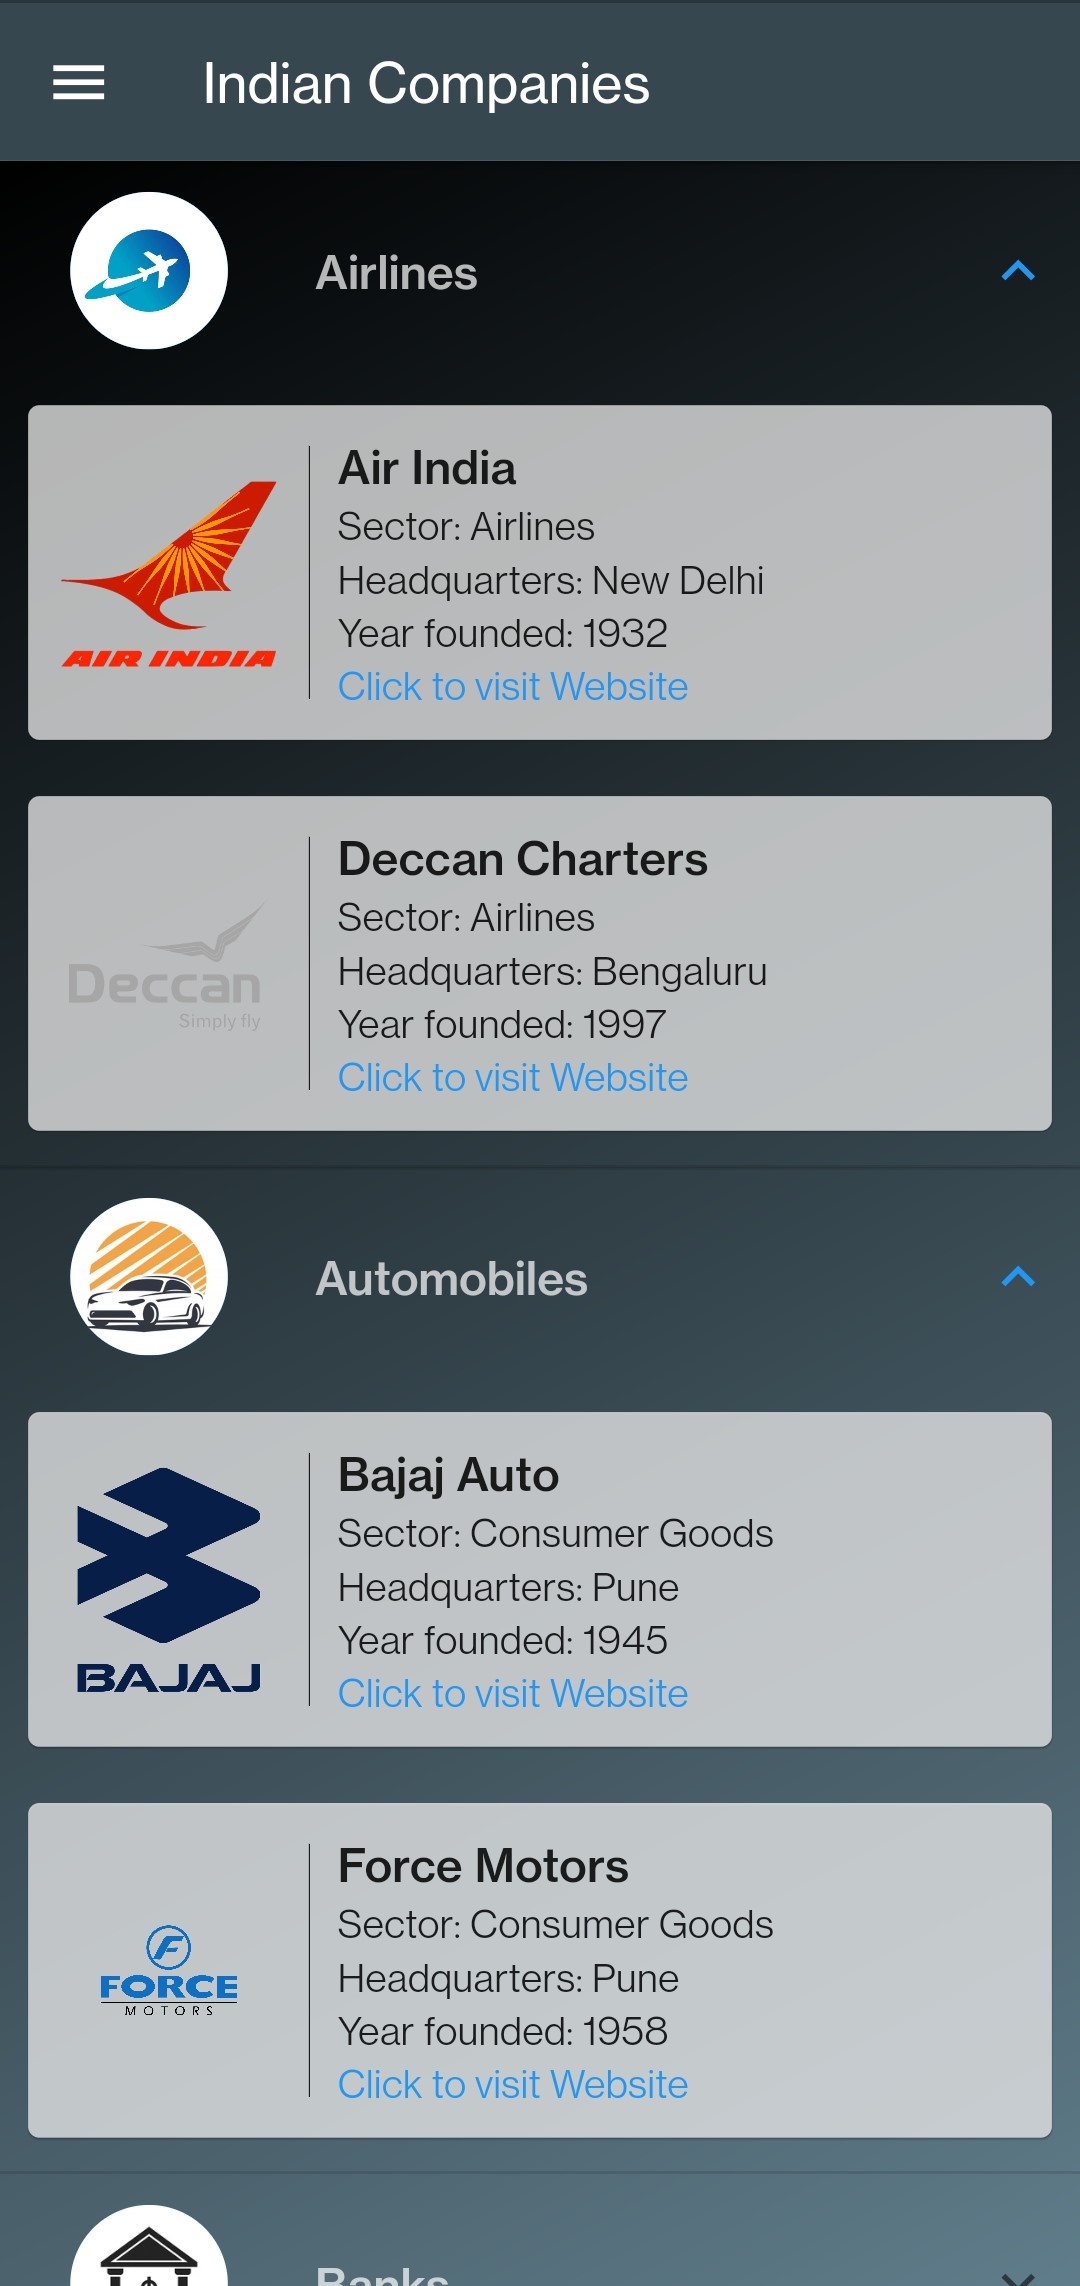 Indian Companies
Airlines
Air India
Sector: Airlines
Headquarters: New Delhi
Year founded: 1932
Click to visit Website
AIR INDIA
Deccan Charters
Sector: Airlines
Headquarters: Bengaluru
Year founded: 1997
Click to visit Website
Deccan
Simply fly
Automobiles
Bajaj Auto
Sector: Consumer Goods
Headquarters: Pune
Year founded: 1945
Click to visit Website
BAJAJ
Force Motors
Sector: Consumer Goods
Headquarters: Pune
Year founded: 1958
Click to visit Website
F
FORCE
MOTORS
Banks